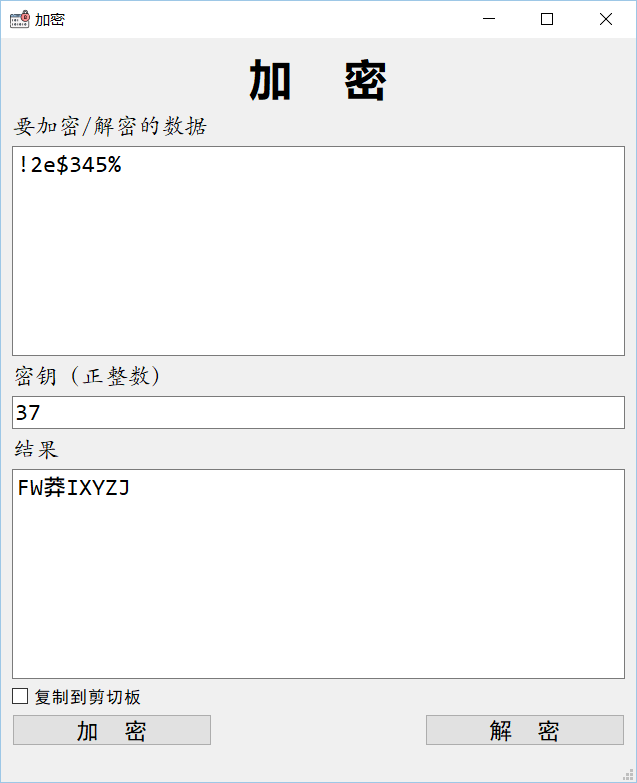 加密
加 密
要加密/解密的数据
!2e$345%
密钥（正整数）
37
结果
FW莽IXYZJ
复制到剪切板
加 密
解 密